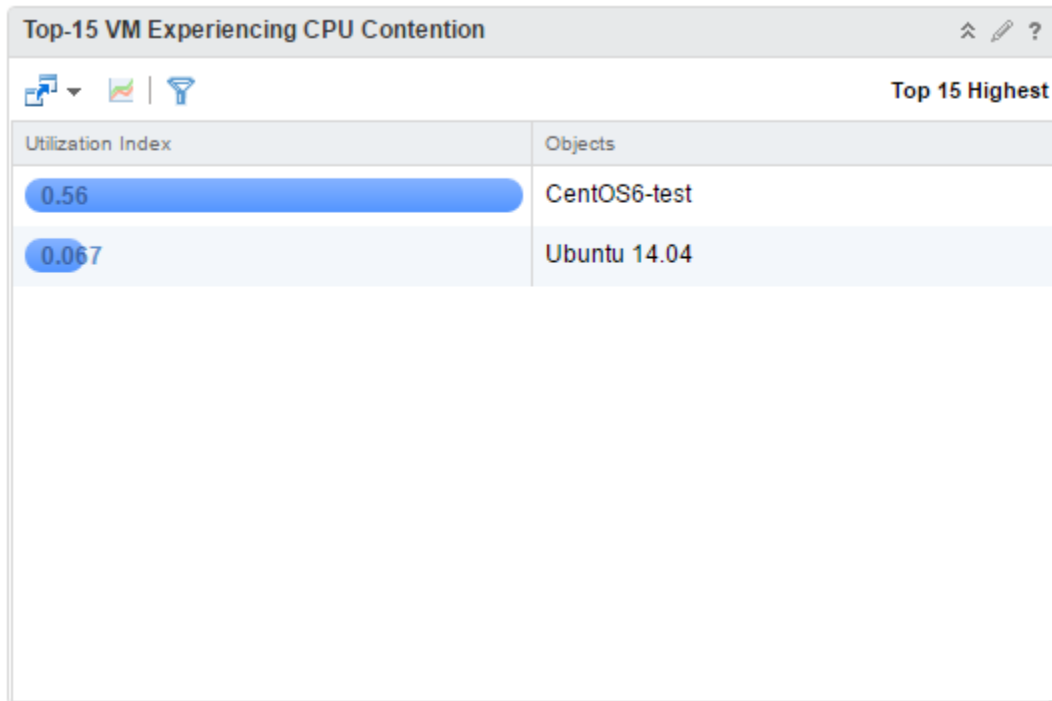 Top-15 VM Experiencing CPU Contention ?
Top 15 Highest
Utilization Index Objects
0.56 CentOS6-test
0.067 Ubuntu 14.04